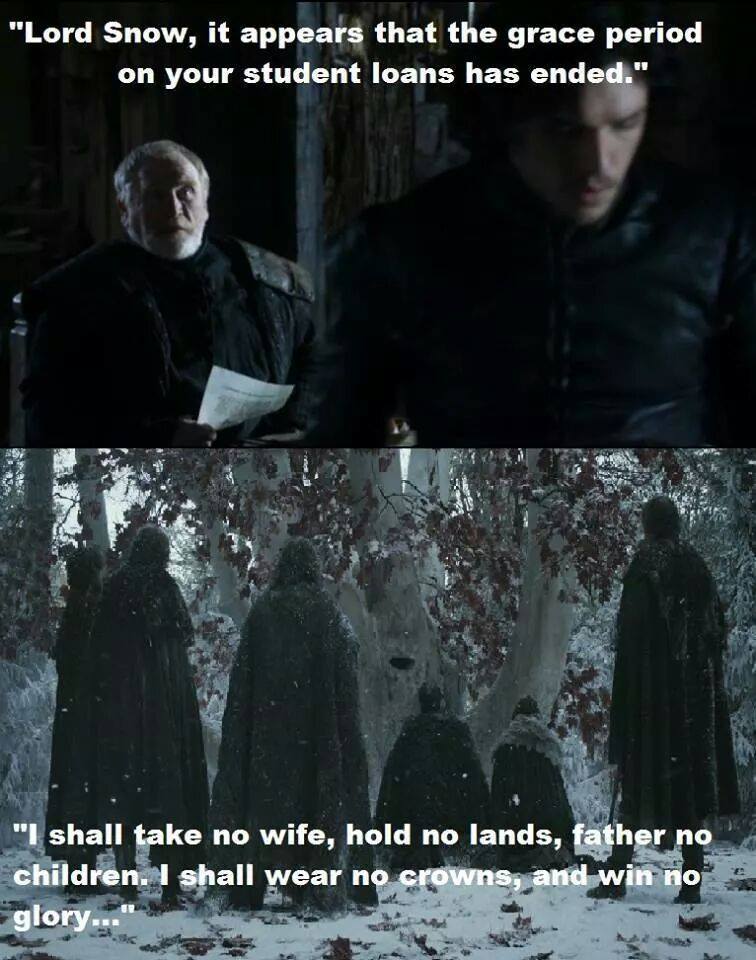 "Lord Snow, it appears that the grace period
on your student loans has ended."
"I shall take no wife, hold no lands, father no
children. I shall wear no crowns, and win no
glory..."